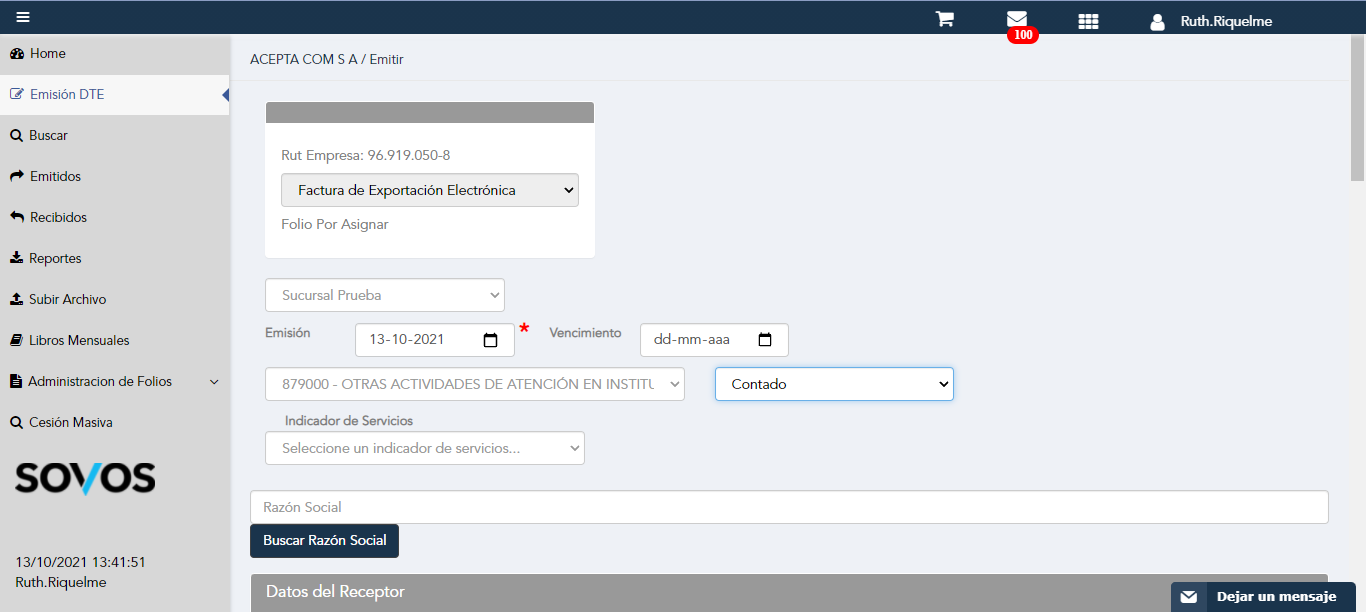 Ruth.Riquelme
100
Home
Emisión DTE
Buscar
Emitidos
Recibidos
Reportes
Subir Archivo
Libros Mensuales
Administracion de Folios
Cesión Masiva
SOVOS
13/10/2021 13:41:51
Ruth.Riquelme
ACEPTA COM S A / Emitir
Rut Empresa: 96.919.050-8
Factura de Exportación Electrónica
Folio Por Asignar
Sucursal Prueba
Emisión 13-10-2021 * Vencimiento dd-mm-aaa
879000 - OTRAS ACTIVIDADES DE ATENCIÓN EN INSTITU Contado
Indicador de Servicios
Seleccione un indicador de servicios...
Razón Social
Buscar Razón Social
Datos del Receptor
Dejar un mensaje